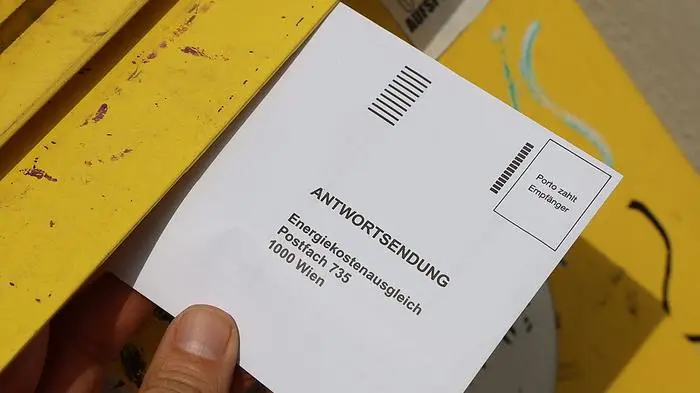 Porto zahlt
Empfänger
ANTWORTSENDUNG
Energiekostenausgleich
Postfach 735
1000 Wien